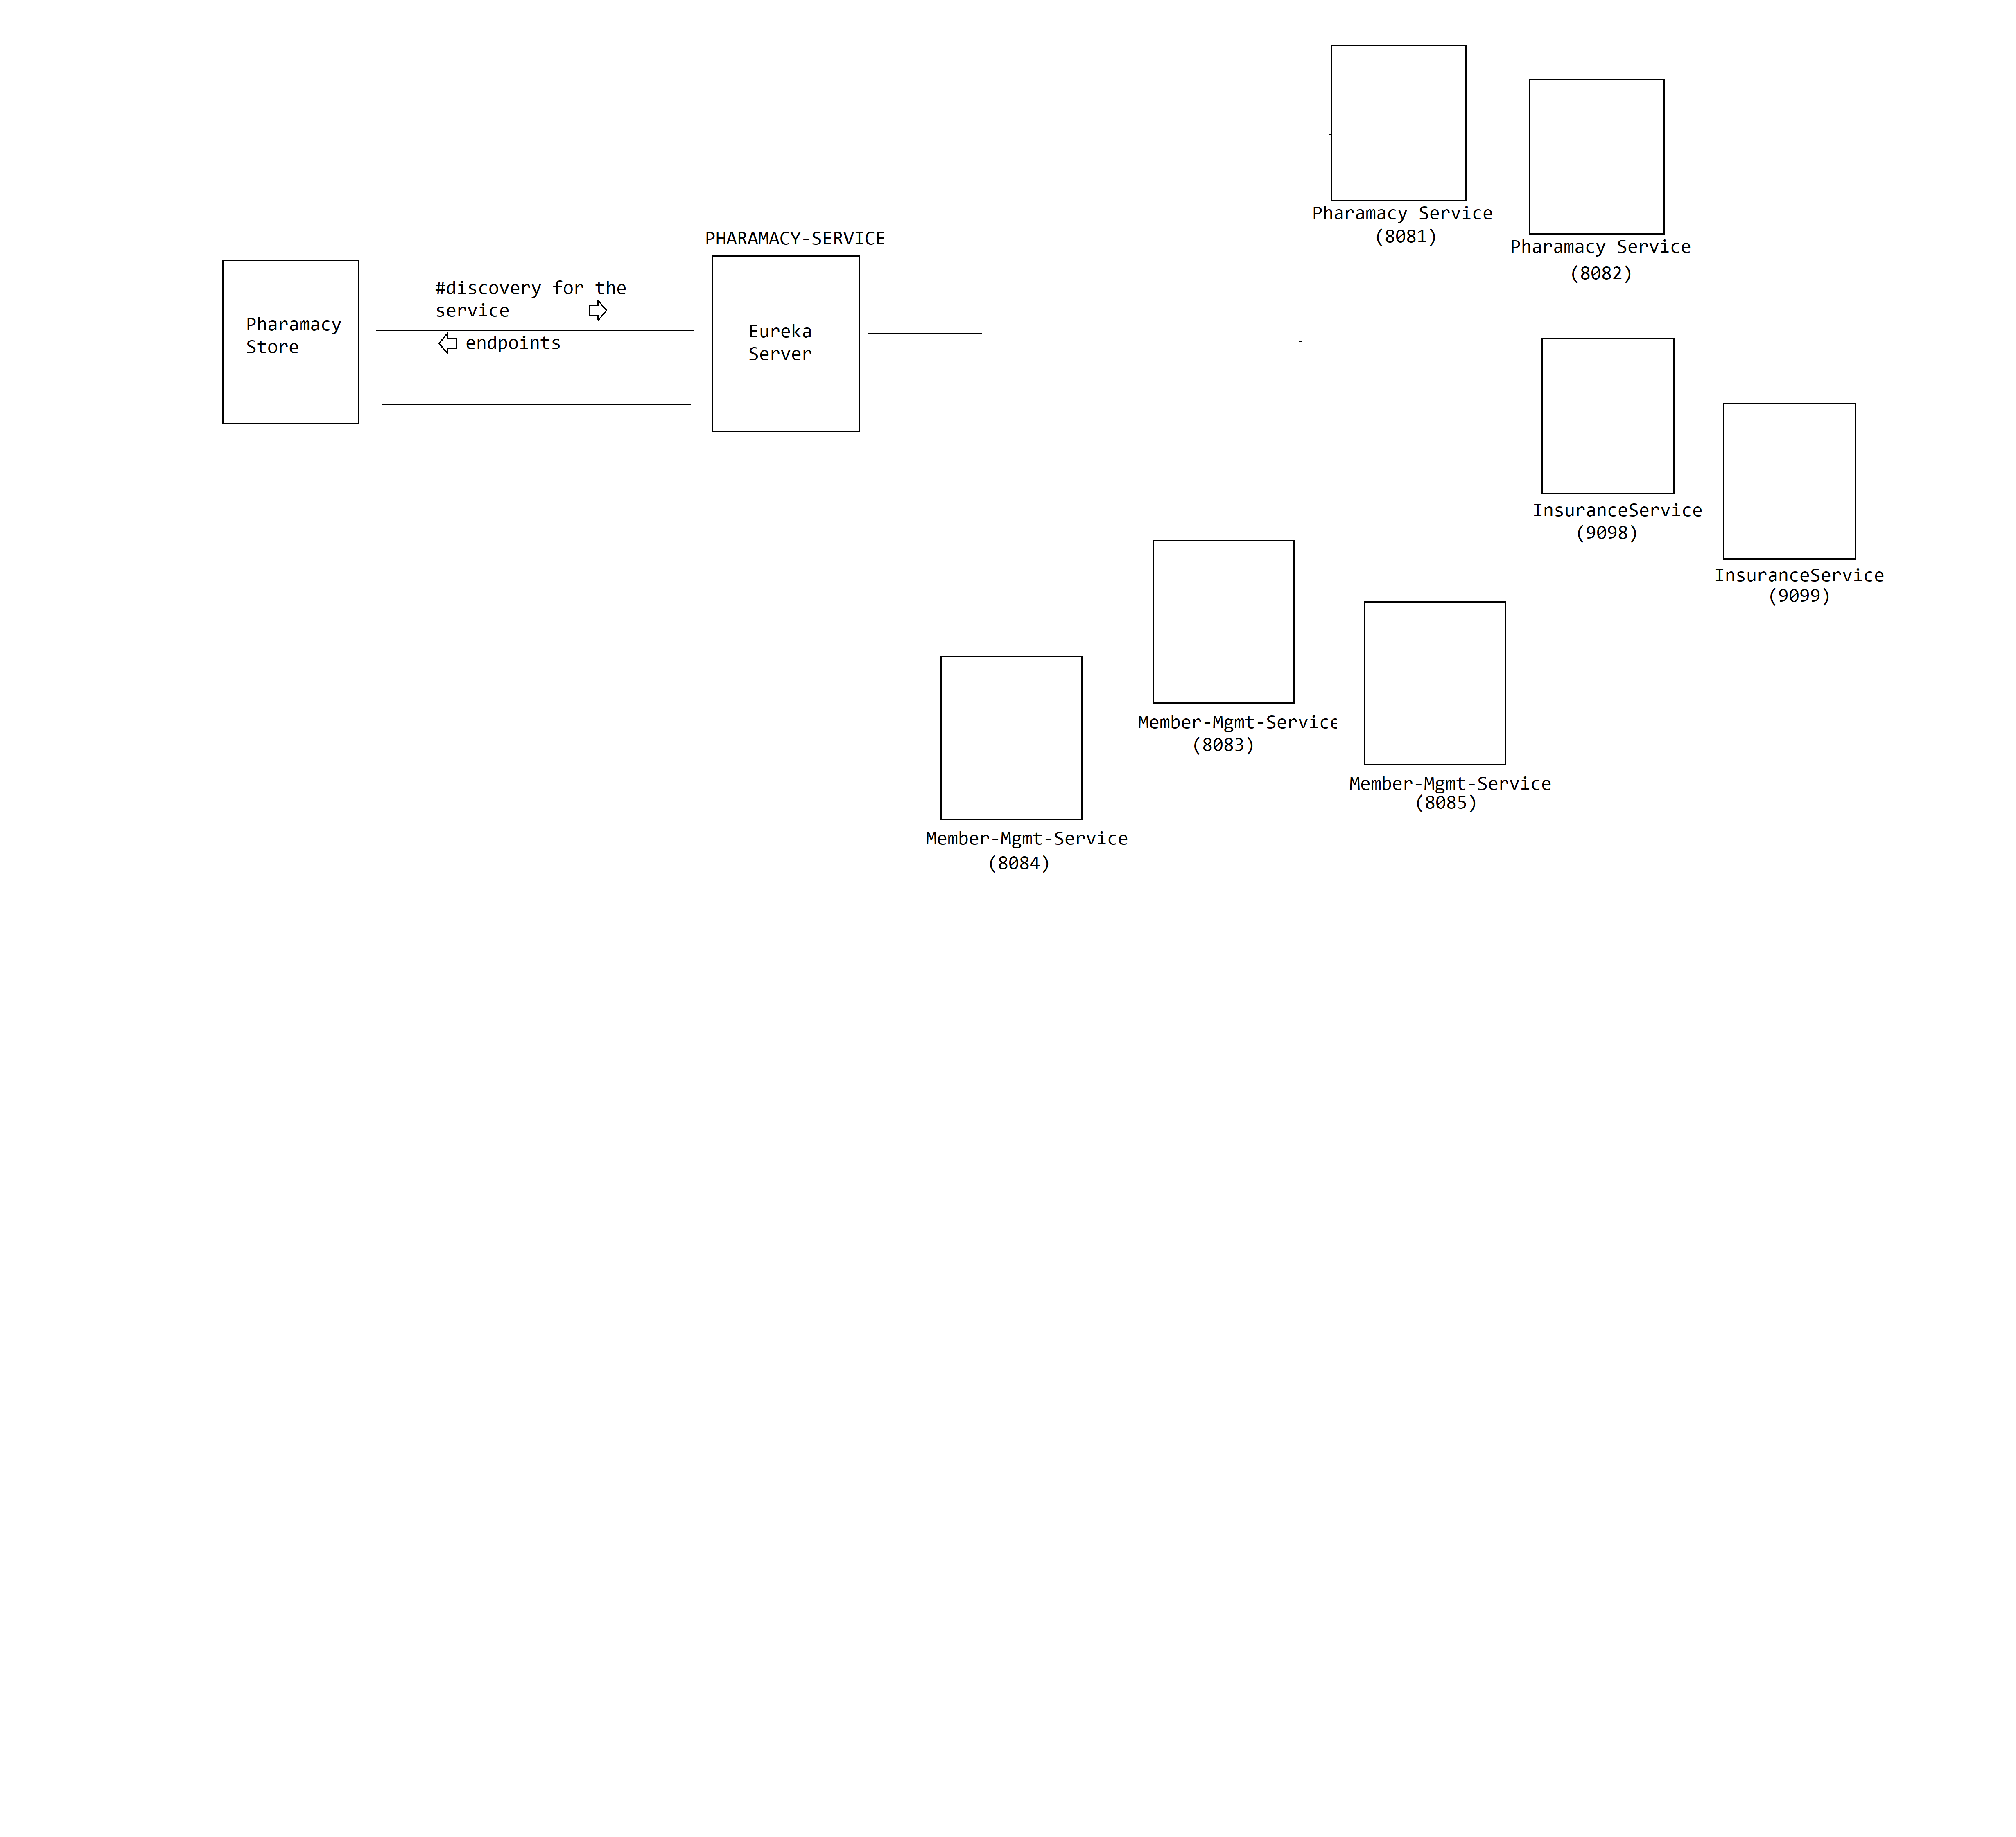 Pharamacy Service
(8081)
Pharamacy Service
(8082)
PHARAMACY-SERVICE
#discovery for the
service
endpoints
Pharamacy
Store
Eureka
Server
InsuranceService
(9098)
InsuranceService
(9099)
Member-Mgmt-Service
(8083)
Member-Mgmt-Service
(8085)
Member-Mgmt-Service
(8084)